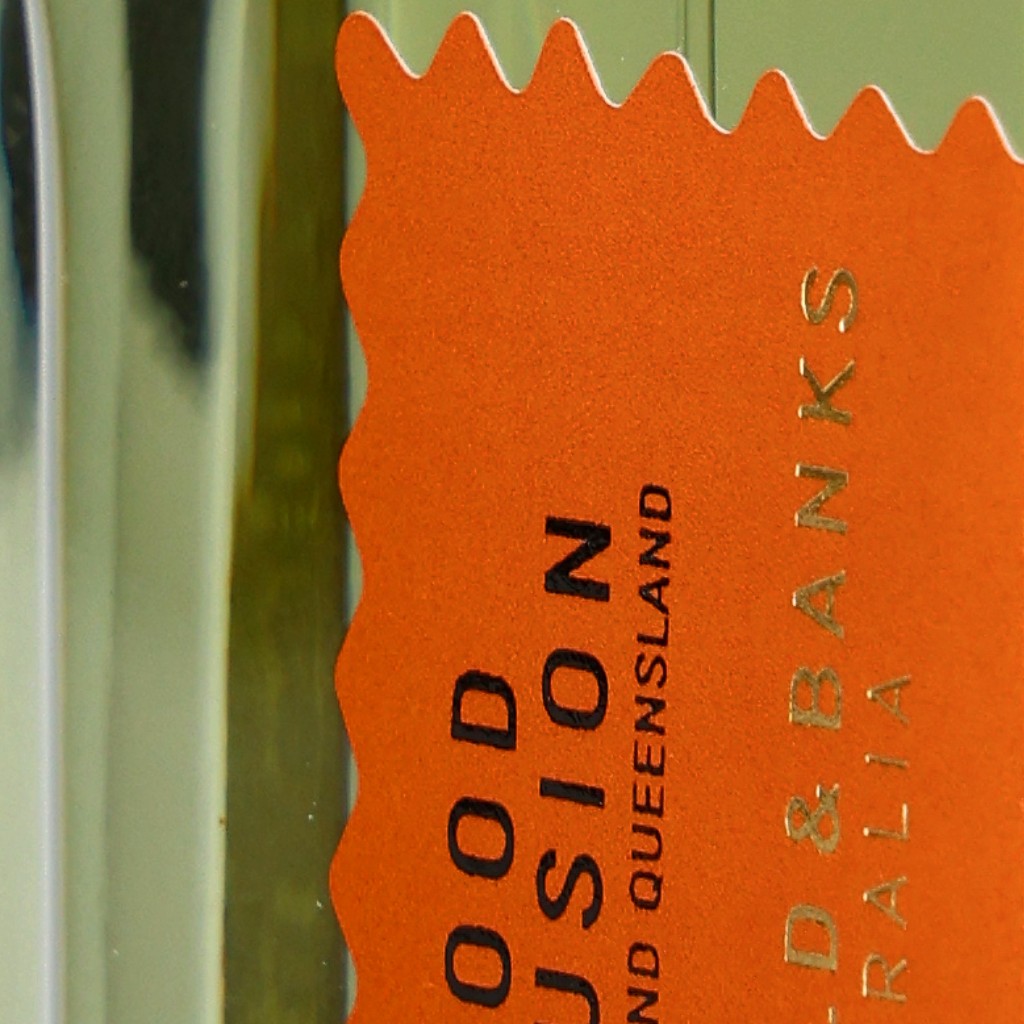 OOD
USION
ND QUEENSLAND
D & BANKS
RALIA